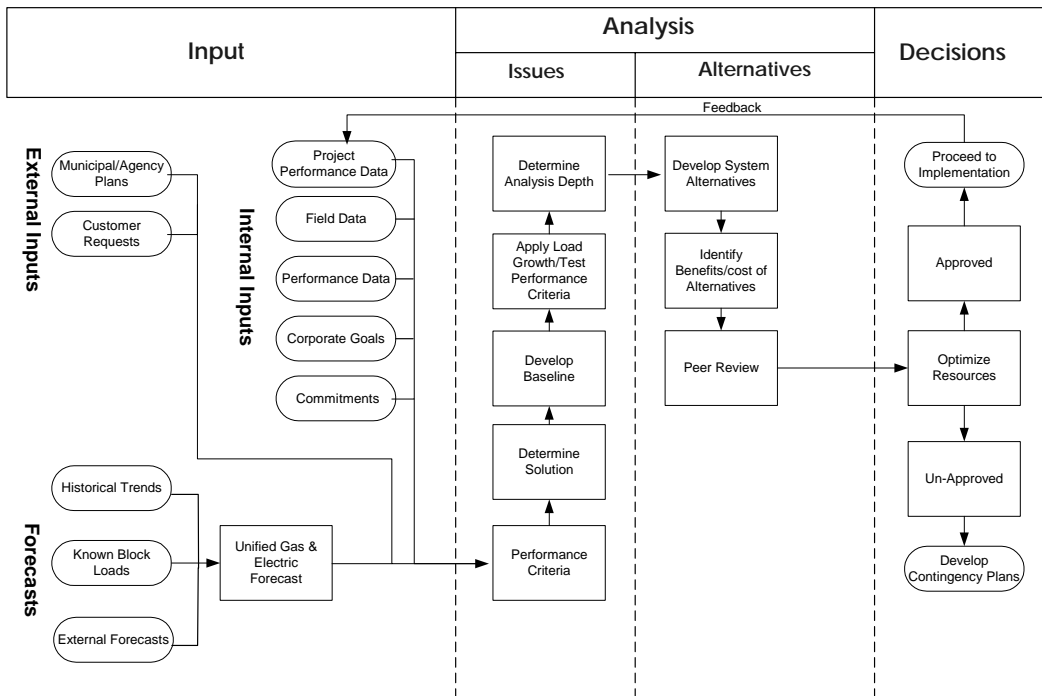 Input
Analysis
Issues
Alternatives
Decisions
Feedback
External Inputs
Municipal/Agency
Plans
Customer
Requests
Internal Inputs
Project
Performance Data
Field Data
Performance Data
Corporate Goals
Commitments
Forecasts
Historical Trends
Known Block
Loads
External Forecasts
Unified Gas &
Electric
Forecast
Determine
Analysis Depth
Apply Load
Growth/Test
Performance
Criteria
Develop
Baseline
Determine
Solution
Performance
Criteria
Develop System
Alternatives
Identify
Benefits/cost of
Alternatives
Peer Review
Proceed to
Implementation
Approved
Optimize
Resources
Un-Approved
Develop
Contingency Plans